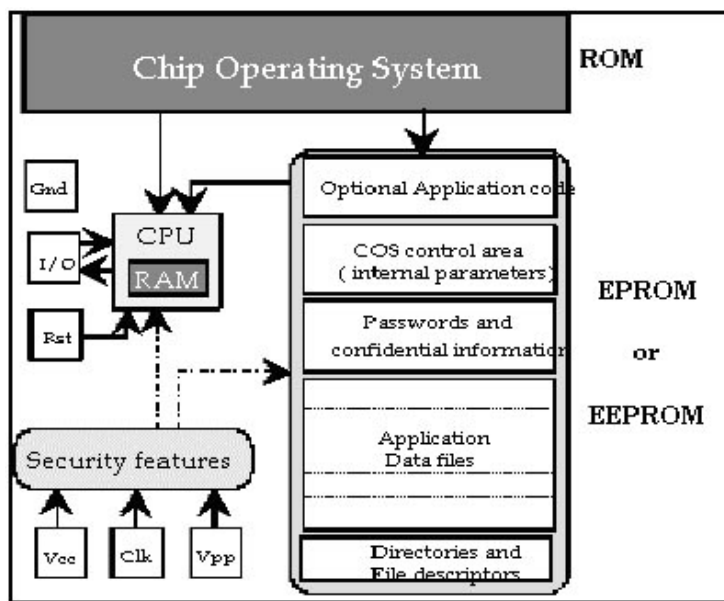 Chip Operating System
ROM
Gnd
Optional Application code
CPU
I/O
RAM
COS control area
( internal parameters)
EPROM
or
EEPROM
Rst
Passwords and
confidential information
Security features
Application
Data files
Vcc
Clk
Vpp
Directories and
File descriptors